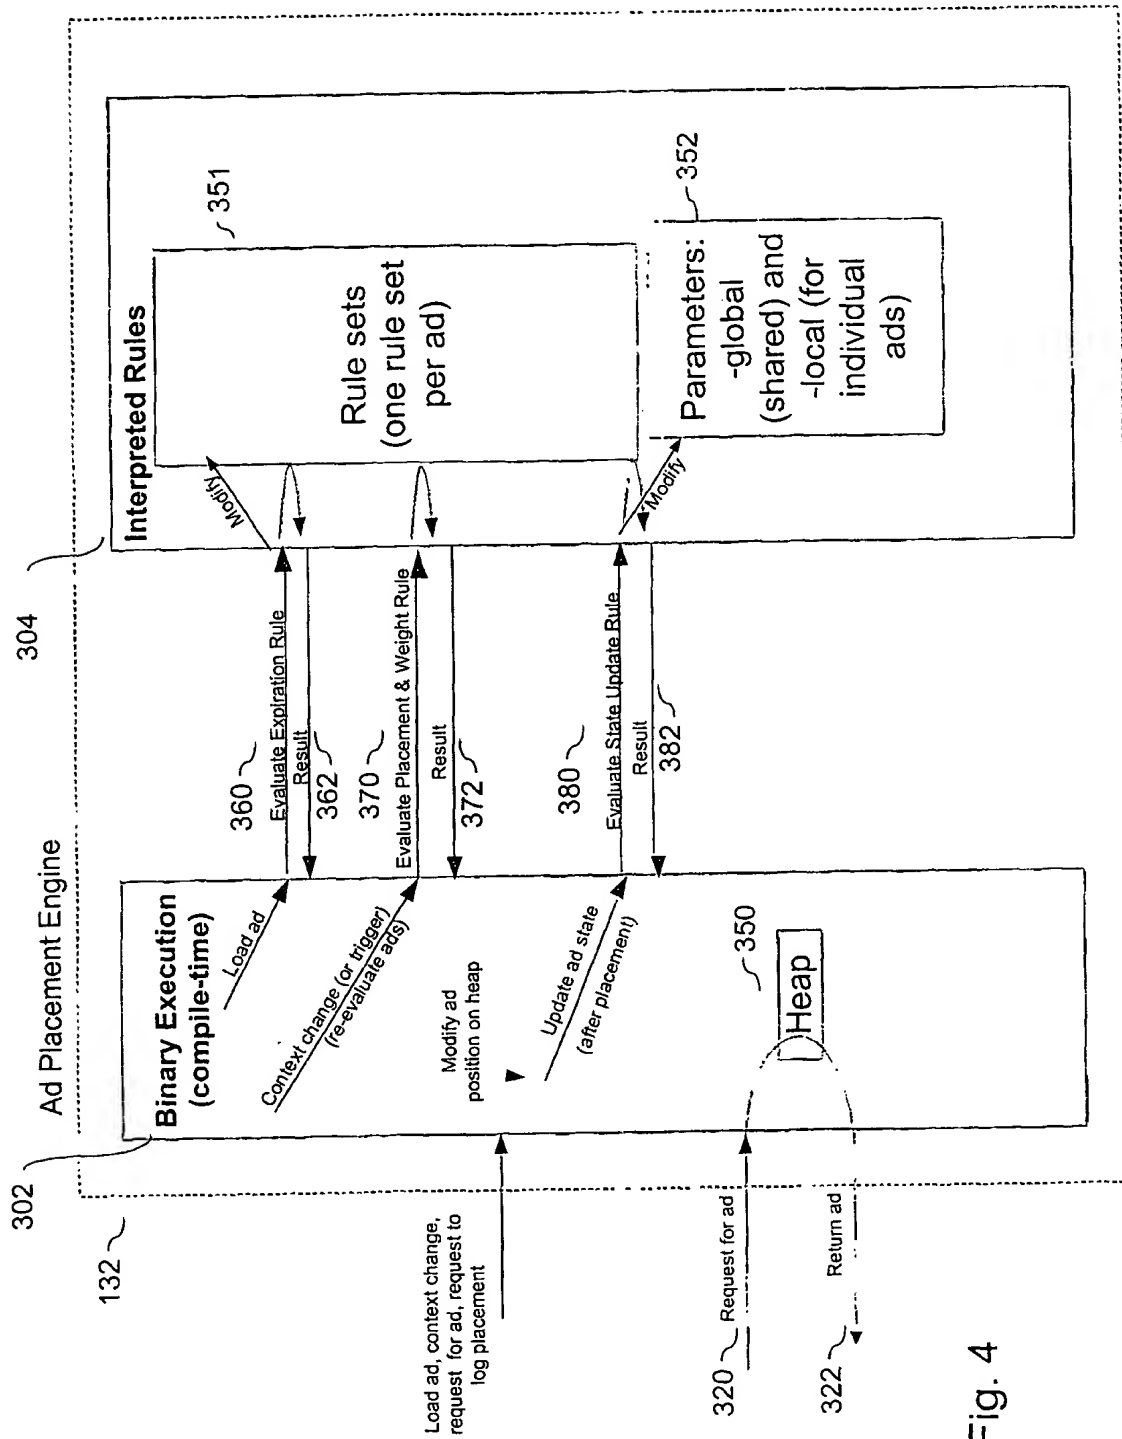 Ad Placement Engine
132
302
304
Binary Execution
(compile-time)
Interpreted Rules
Load ad
Context change (or trigger)
(re-evaluate ads)
Modify ad
position on heap
Update ad state
(after placement)
350
Heap
360
Evaluate Expiration Rule
Result
362
370
Evaluate Placement & Weight Rule
Result
372
380
Evaluate State Update Rule
Result
382
Modify
351
Rule sets
(one rule set
per ad)
Modify
352
Parameters:
-global
(shared) and
-local (for
individual
ads)
Load ad, context change,
request for ad, request to
log placement
320
Request for ad
322
Return ad
Fig. 4